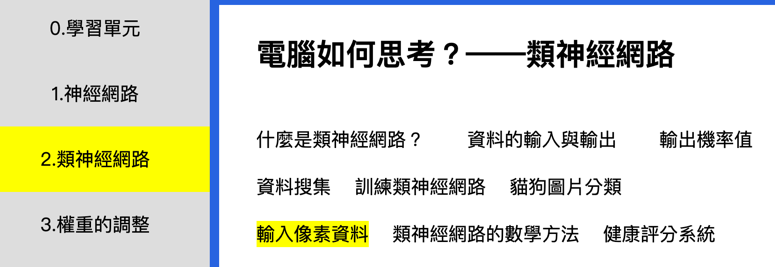 0.學習單元
1.神經網路
2.類神經網路
3.權重的調整
電腦如何思考？——類神經網路
什麼是類神經網路？ 資料的輸入與輸出 輸出機率值
資料搜集 訓練類神經網路 貓狗圖片分類
輸入像素資料 類神經網路的數學方法 健康評分系統